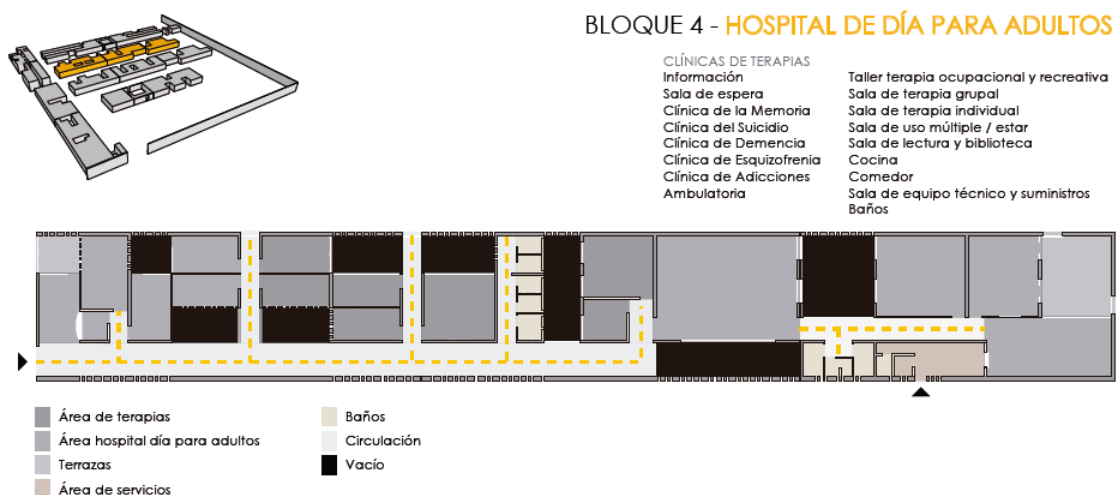 BLOQUE 4 - HOSPITAL DE DÍA PARA ADULTOS
CLÍNICAS DE TERAPIAS
Información
Sala de espera
Clínica de la Memoria
Clínica del Suicidio
Clínica de Demencia
Clínica de Esquizofrenia
Clínica de Adicciones
Ambulatoria
Taller terapia ocupacional y recreativa
Sala de terapia grupal
Sala de terapia individual
Sala de uso múltiple / estar
Sala de lectura y biblioteca
Cocina
Comedor
Sala de equipo técnico y suministros
Baños
Área de terapias
Área hospital día para adultos
Terrazas
Área de servicios
Baños
Circulación
Vacío